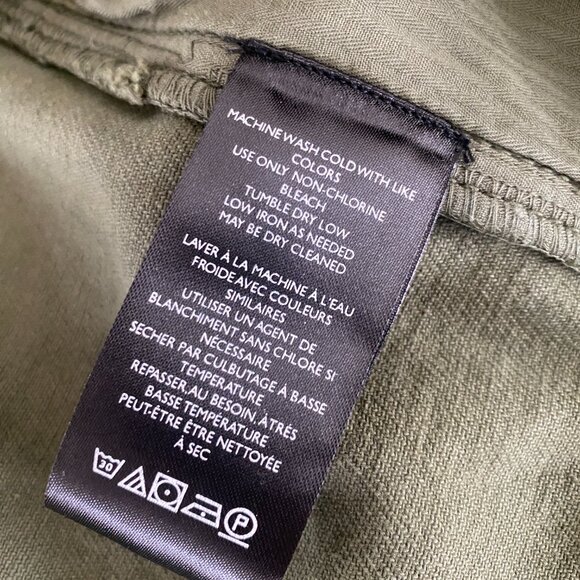 MACHINE WASH COLD WITH LIKE
COLORS
USE ONLY NON-CHLORINE
BLEACH
TUMBLE DRY, LOW
LOW IRON AS NEEDED
MAY BE DRY CLEANED
LAVER À LA MACHINE À L'EAU
FROIDE AVEC COULEURS
SIMILAIRES
UTILISER UN AGENT DE
BLANCHIMENT SANS CHLORE SI
NÉCESSAIRE
SECHER PAR CULBUTAGE À BASSE
TEMPÉRATURE
REPASSER, AU BESOIN, À TRÉS
BASSE TEMPÉRATURE
PEUT-ÊTRE ÊTRE NETTOYÉE
À SEC
30 P